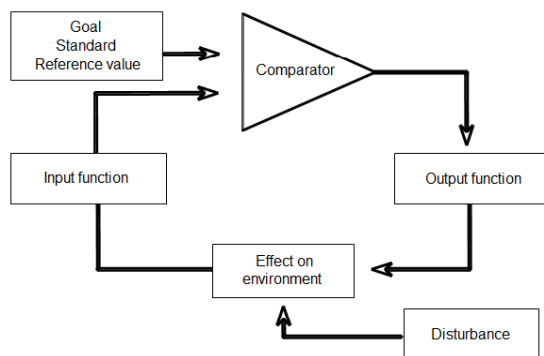 Goal
Standard
Reference value
Comparator
Input function
Output function
Effect on
environment
Disturbance